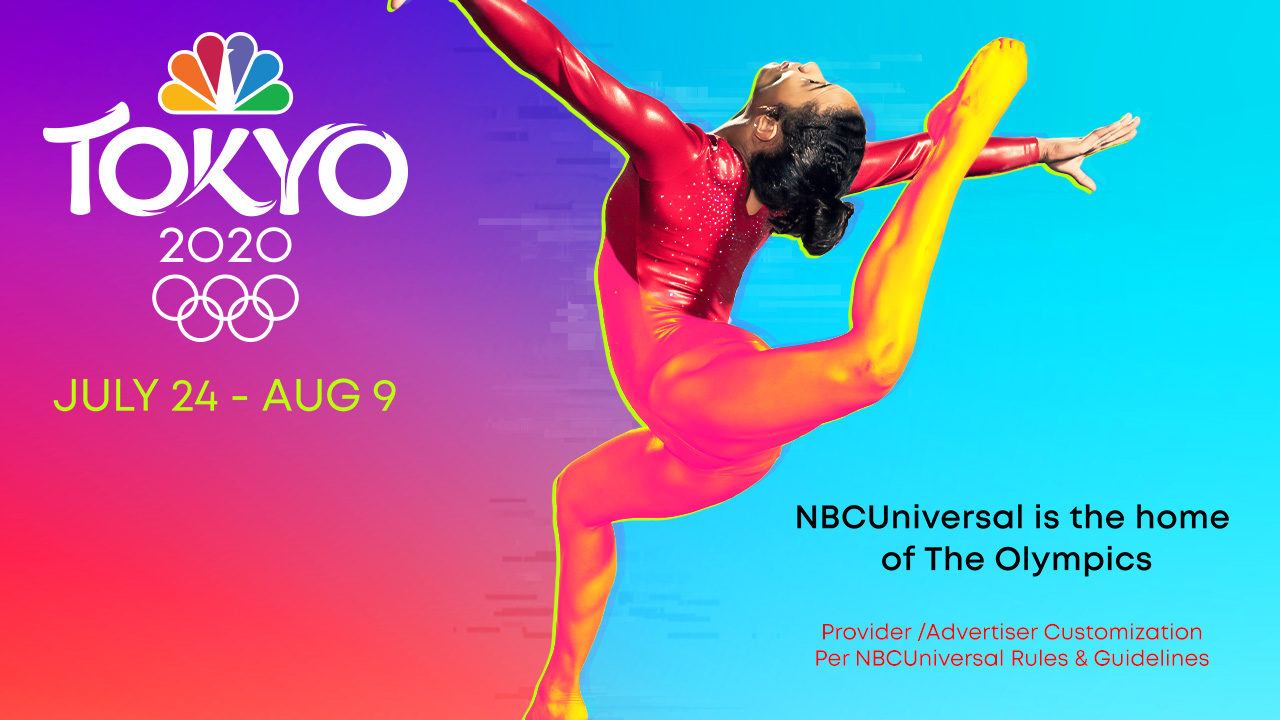 TOKYO
2020
JULY 24 - AUG 9
NBCUniversal is the home
of The Olympics
Provider /Advertiser Customization
Per NBCUniversal Rules & Guidelines